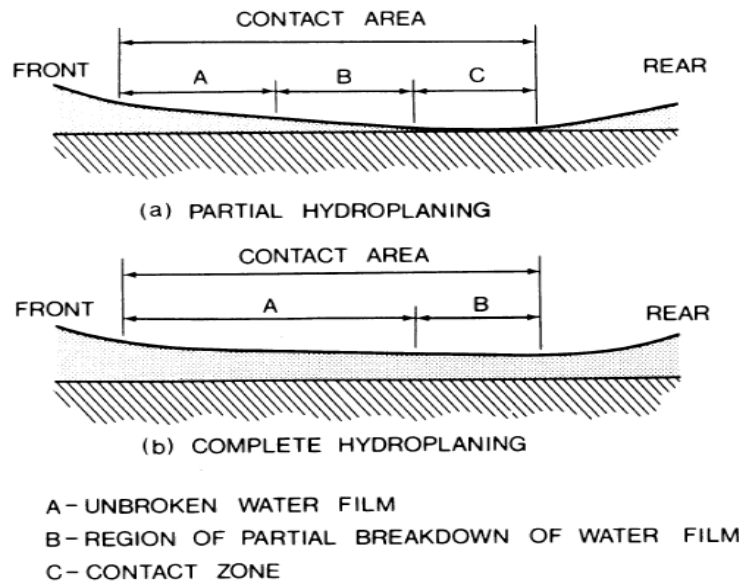 CONTACT AREA
FRONT
A
B
C
REAR
(a) PARTIAL HYDROPLANING
CONTACT AREA
FRONT
A
B
REAR
(b) COMPLETE HYDROPLANING
A - UNBROKEN WATER FILM
B - REGION OF PARTIAL BREAKDOWN OF WATER FILM
C - CONTACT ZONE